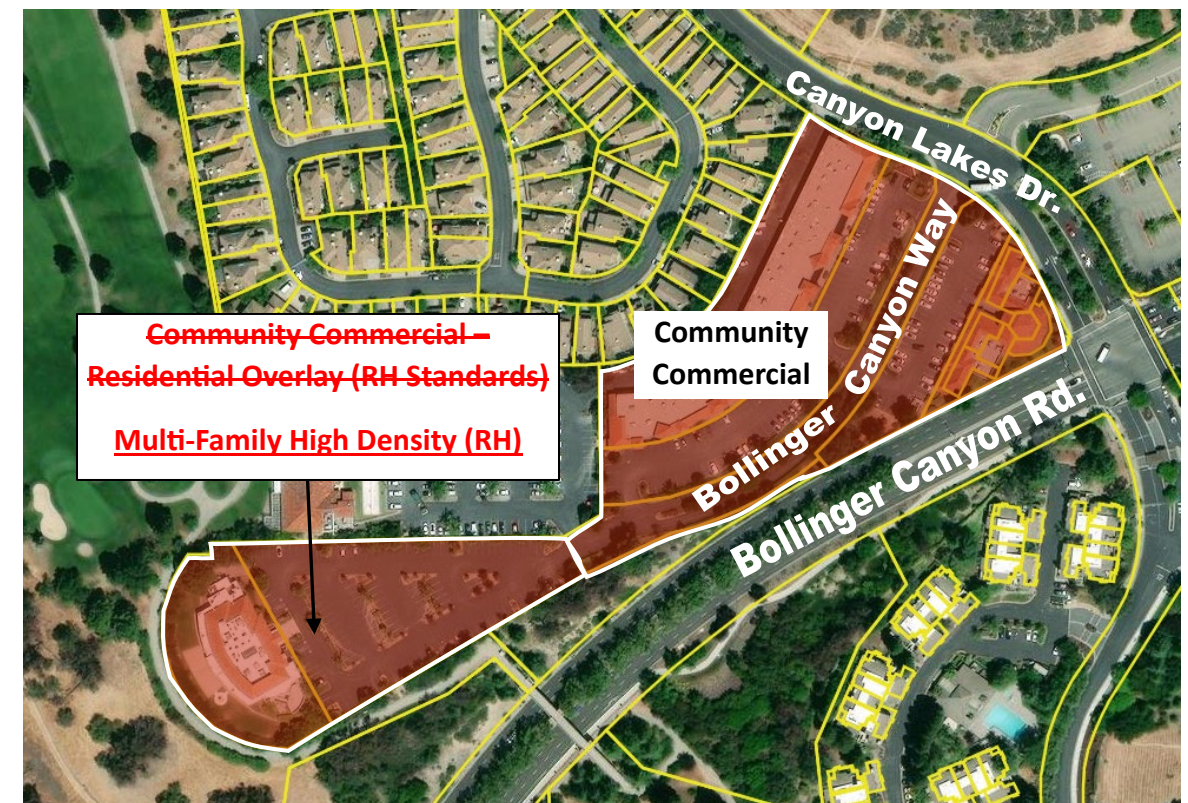 Canyon Lakes Dr.
Community Commercial –
Residential Overlay (RH Standards)
Multi-Family High Density (RH)
Community
Commercial
Bollinger Canyon Way
Bollinger Canyon Rd.